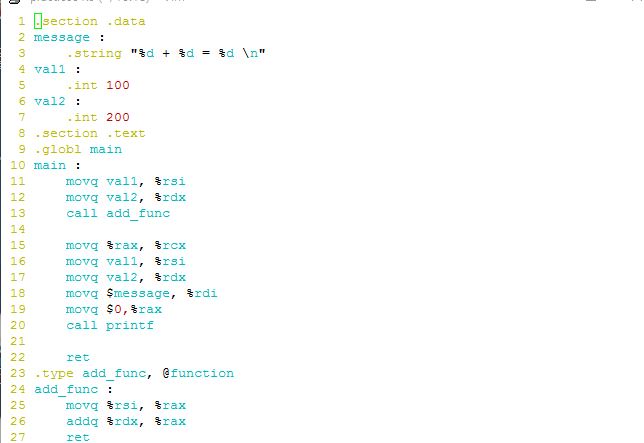 1 .section .data
2 message :
3 .string "%d + %d = %d \n"
4 val1 :
5 .int 100
6 val2 :
7 .int 200
8 .section .text
9 .globl main
10 main :
11 movq val1, %rsi
12 movq val2, %rdx
13 call add_func
14
15 movq %rax, %rcx
16 movq val1, %rsi
17 movq val2, %rdx
18 movq $message, %rdi
19 movq $0,%rax
20 call printf
21
22 ret
23 .type add_func, @function
24 add_func :
25 movq %rsi, %rax
26 addq %rdx, %rax
27 ret